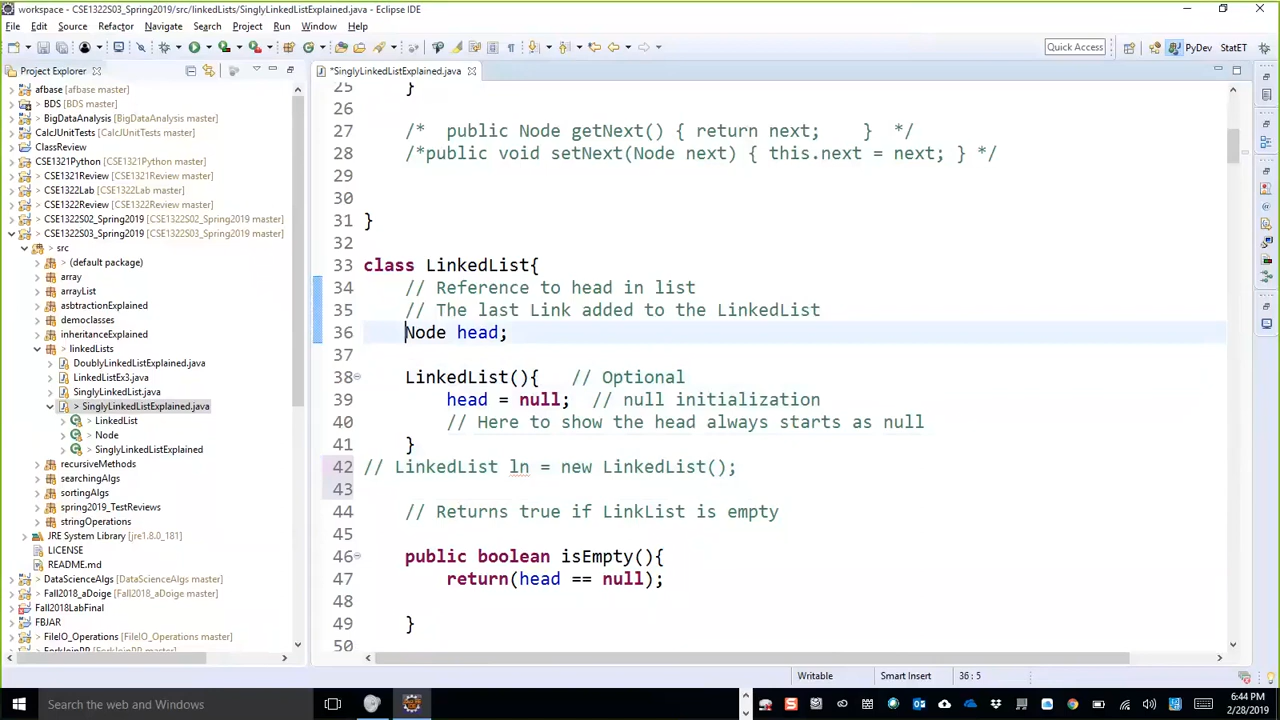 workspace - CSE1322S03_Spring2019/src/linkedLists/SinglyLinkedListExplained.java - Eclipse IDE
File Edit Source Refactor Navigate Search Project Run Window Help
Quick Access
PyDev
StatET
Project Explorer
*SinglyLinkedListExplained.java
> afbase (afbase master]
> BDS [BDS master]
> BigDataAnalysis [BigDataAnalysis master]
CalcJUnitTests [CalcJUnitTests master]
ClassReview
> CSE1321Python [CSE1321Python master]
> CSE1321Review [CSE1321Review master]
> CSE1322Lab [CSE1322Lab master]
> CSE1322Review [CSE1322Review master]
> CSE1322S02_Spring2019 [CSE1322S02_Spring2019 master]
> CSE1322S03_Spring2019 [CSE1322S03_Spring2019 master]
> src
> (default package)
> array
> arrayList
> asbtractionExplained
> democlasses
> inheritanceExplained
> linkedLists
DoublyLinkedListExplained.java
LinkedListEx3.java
SinglyLinkedList.java
> SinglyLinkedListExplained.java
> LinkedList
> Node
> SinglyLinkedListExplained
> recursiveMethods
> searchingAlgs
> sortingAlgs
> spring2019_TestReviews
> stringOperations
JRE System Library [jre1.8.0_181]
LICENSE
README.md
> DataScienceAlgs [DataScienceAlgs master]
> Fall2018_aDoige [Fall2018_aDoige master]
Fall2018LabFinal
FBJAR
> FileIO_Operations [FileIO_Operations master]
25 }
26
27 /* public Node getNext() { return next; } */
28 /*public void setNext(Node next) { this.next = next; } */
29
30
31 }
32
33 class LinkedList{
34 // Reference to head in list
35 // The last Link added to the LinkedList
36 Node head;
37
38 LinkedList(){ // Optional
39 head = null; // null initialization
40 // Here to show the head always starts as null
41 }
42 // LinkedList ln = new LinkedList();
43
44 // Returns true if LinkList is empty
45
46 public boolean isEmpty(){
47 return(head == null);
48
49 }
50
Writable
Smart Insert
36 : 5
Search the web and Windows
6:44 PM
2/28/2019